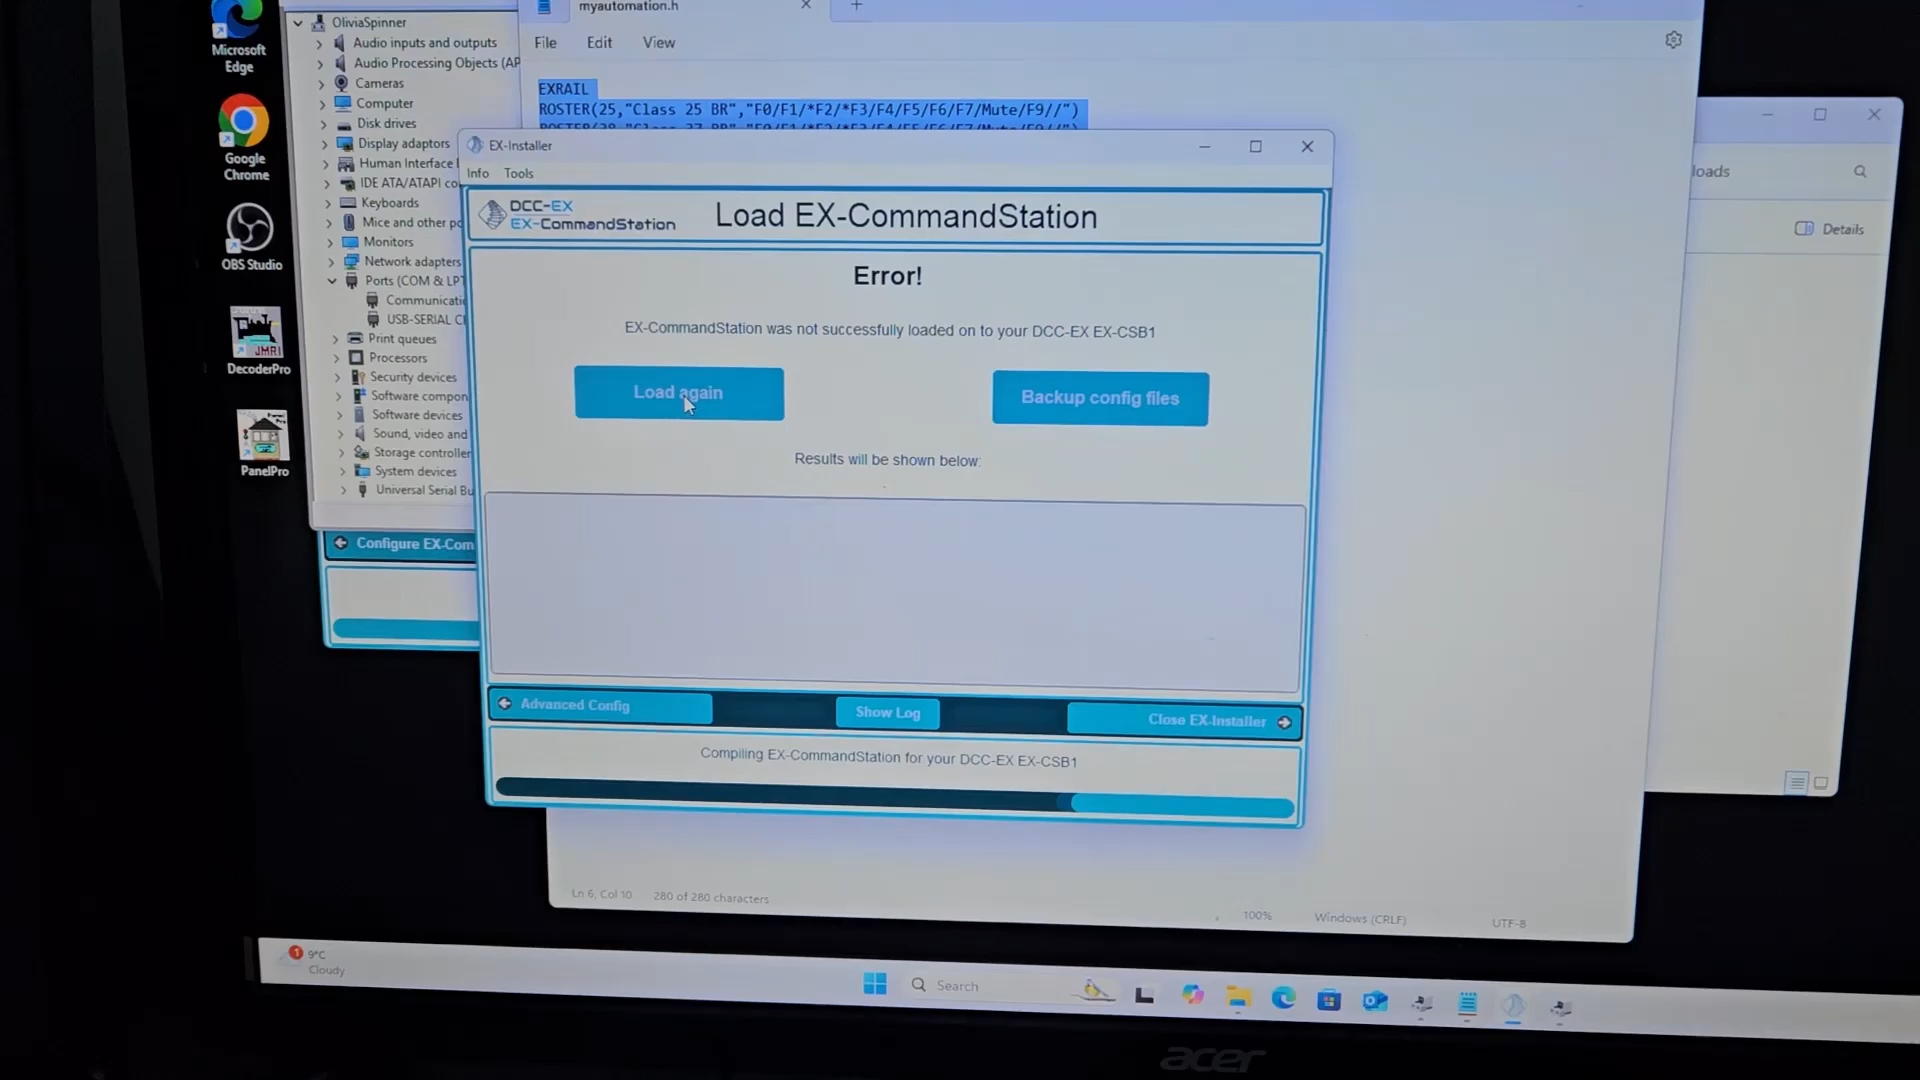 Microsoft
Edge
Google
Chrome
OBS Studio
JMRI
DecoderPro
PanelPro
OliviaSpinner
Audio inputs and outputs
Audio Processing Objects (AP
Cameras
Computer
Disk drives
Display adaptors
Human Interface
IDE ATA/ATAPI co
Keyboards
Mice and other po
Monitors
Network adapters
Ports (COM & LPT
Communicati
USB-SERIAL C
Print queues
Processors
Security devices
Software compon
Software devices
Sound, video and
Storage controller
System devices
Universal Serial Bu
Configure EX-Com
myautomation.h
File Edit View
EXRAIL
ROSTER(25,"Class 25 BR","F0/F1/*F2/*F3/F4/F5/F6/F7/Mute/F9//")
EX-Installer
Info Tools
DCC-EX
EX-CommandStation
Load EX-CommandStation
Error!
EX-CommandStation was not successfully loaded on to your DCC-EX EX-CSB1
Load again
Backup config files
Results will be shown below:
Advanced Config
Show Log
Close EX-Installer
Compiling EX-CommandStation for your DCC-EX EX-CSB1
Ln 6, Col 10 280 of 280 characters
100% Windows (CRLF) UTF-8
loads
Details
1
9°C
Cloudy
Search
acer